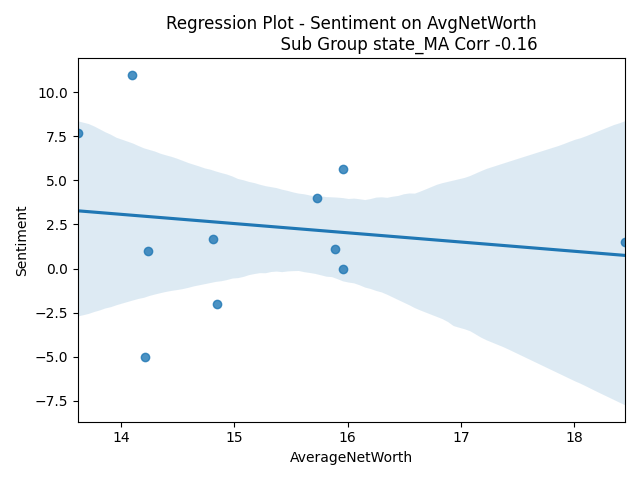 Regression Plot - Sentiment on AvgNetWorth
Sub Group state_MA Corr -0.16
10.0
7.5
5.0
2.5
0.0
−2.5
−5.0
−7.5
Sentiment
14 15 16 17 18
AverageNetWorth